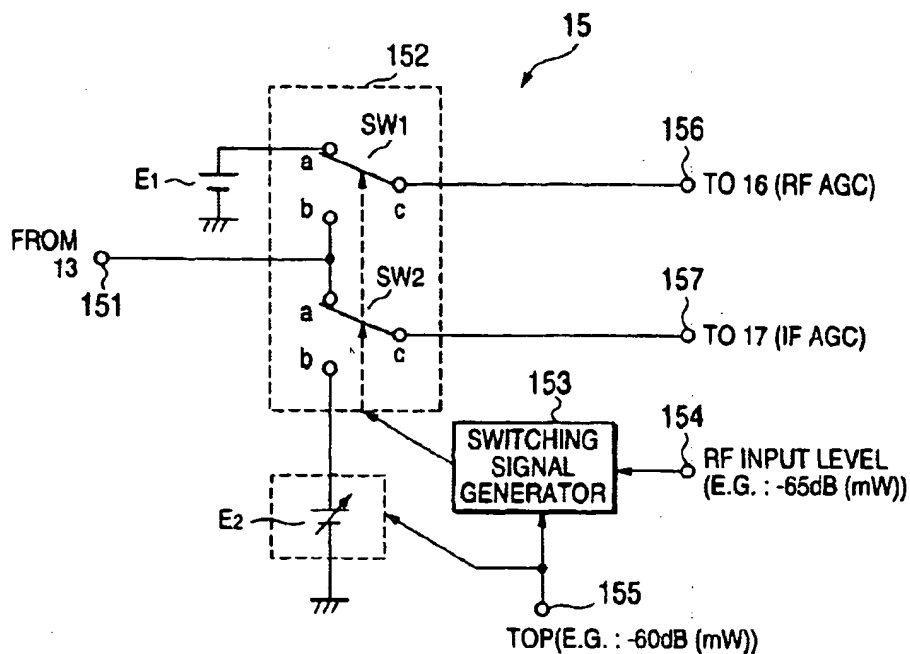 15
152
SW1
156
a
E1
c
TO 16 (RF AGC)
b
FROM
13
151
SW2
157
a
c
TO 17 (IF AGC)
b
153
154
SWITCHING
SIGNAL
GENERATOR
RF INPUT LEVEL
(E.G. : -65dB (mW))
E2
155
TOP(E.G. : -60dB (mW))